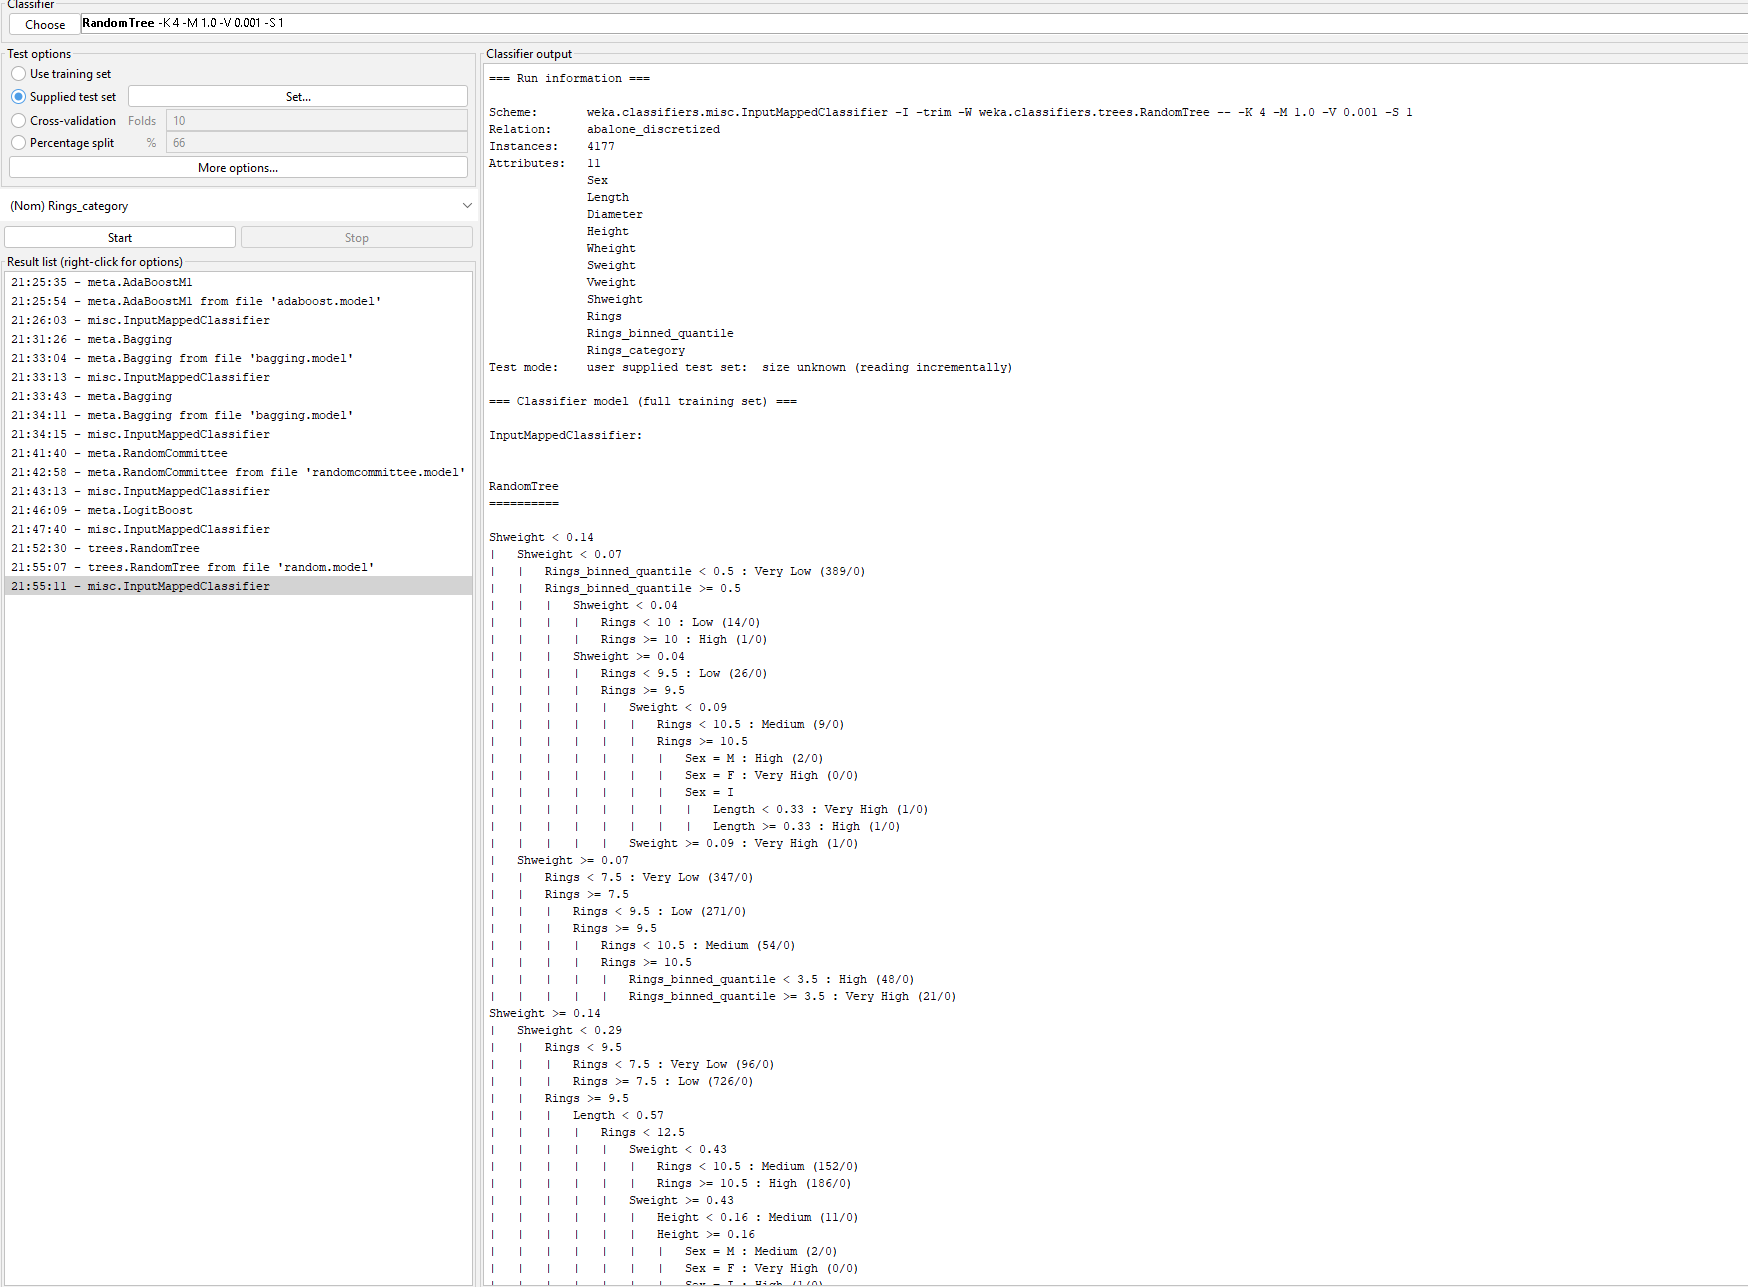 Classifier
Choose RandomTree -K 4 -M 1.0 -V 0.001 -S 1
Test options
Use training set
Supplied test set Set...
Cross-validation Folds 10
Percentage split % 66
More options...
(Nom) Rings_category
Start Stop
Result list (right-click for options)
21:25:35 - meta.AdaBoostM1
21:25:54 - meta.AdaBoostM1 from file 'adaboost.model'
21:26:03 - misc.InputMappedClassifier
21:31:26 - meta.Bagging
21:33:04 - meta.Bagging from file 'bagging.model'
21:33:13 - misc.InputMappedClassifier
21:33:43 - meta.Bagging
21:34:11 - meta.Bagging from file 'bagging.model'
21:34:15 - misc.InputMappedClassifier
21:41:40 - meta.RandomCommittee
21:42:58 - meta.RandomCommittee from file 'randomcommittee.model'
21:43:13 - misc.InputMappedClassifier
21:46:09 - meta.LogitBoost
21:47:40 - misc.InputMappedClassifier
21:52:30 - trees.RandomTree
21:55:07 - trees.RandomTree from file 'random.model'
21:55:11 - misc.InputMappedClassifier
Classifier output
=== Run information ===
Scheme: weka.classifiers.misc.InputMappedClassifier -I -trim -W weka.classifiers.trees.RandomTree -- -K 4 -M 1.0 -V 0.001 -S 1
Relation: abalone_discretized
Instances: 4177
Attributes: 11
Sex
Length
Diameter
Height
Wheight
Sweight
Vweight
Shweight
Rings
Rings_binned_quantile
Rings_category
Test mode: user supplied test set: size unknown (reading incrementally)
=== Classifier model (full training set) ===
InputMappedClassifier:
RandomTree
==========
Shweight < 0.14
| Shweight < 0.07
| | Rings_binned_quantile < 0.5 : Very Low (389/0)
| | Rings_binned_quantile >= 0.5
| | | Shweight < 0.04
| | | | Rings < 10 : Low (14/0)
| | | | Rings >= 10 : High (1/0)
| | | Shweight >= 0.04
| | | | Rings < 9.5 : Low (26/0)
| | | | Rings >= 9.5
| | | | | Sweight < 0.09
| | | | | | Rings < 10.5 : Medium (9/0)
| | | | | | Rings >= 10.5
| | | | | | | Sex = M : High (2/0)
| | | | | | | Sex = F : Very High (0/0)
| | | | | | | Sex = I
| | | | | | | | Length < 0.33 : Very High (1/0)
| | | | | | | | Length >= 0.33 : High (1/0)
| | | | | Sweight >= 0.09 : Very High (1/0)
| Shweight >= 0.07
| | Rings < 7.5 : Very Low (347/0)
| | Rings >= 7.5
| | | Rings < 9.5 : Low (271/0)
| | | Rings >= 9.5
| | | | Rings < 10.5 : Medium (54/0)
| | | | Rings >= 10.5
| | | | | Rings_binned_quantile < 3.5 : High (48/0)
| | | | | Rings_binned_quantile >= 3.5 : Very High (21/0)
Shweight >= 0.14
| Shweight < 0.29
| | Rings < 9.5
| | | Rings < 7.5 : Very Low (96/0)
| | | Rings >= 7.5 : Low (726/0)
| | Rings >= 9.5
| | | Length < 0.57
| | | | Rings < 12.5
| | | | | Sweight < 0.43
| | | | | | Rings < 10.5 : Medium (152/0)
| | | | | | Rings >= 10.5 : High (186/0)
| | | | | Sweight >= 0.43
| | | | | | Height < 0.16 : Medium (11/0)
| | | | | | Height >= 0.16
| | | | | | | Sex = M : Medium (2/0)
| | | | | | | Sex = F : Very High (0/0)
| | | | | | | Sex = I : High (1/0)